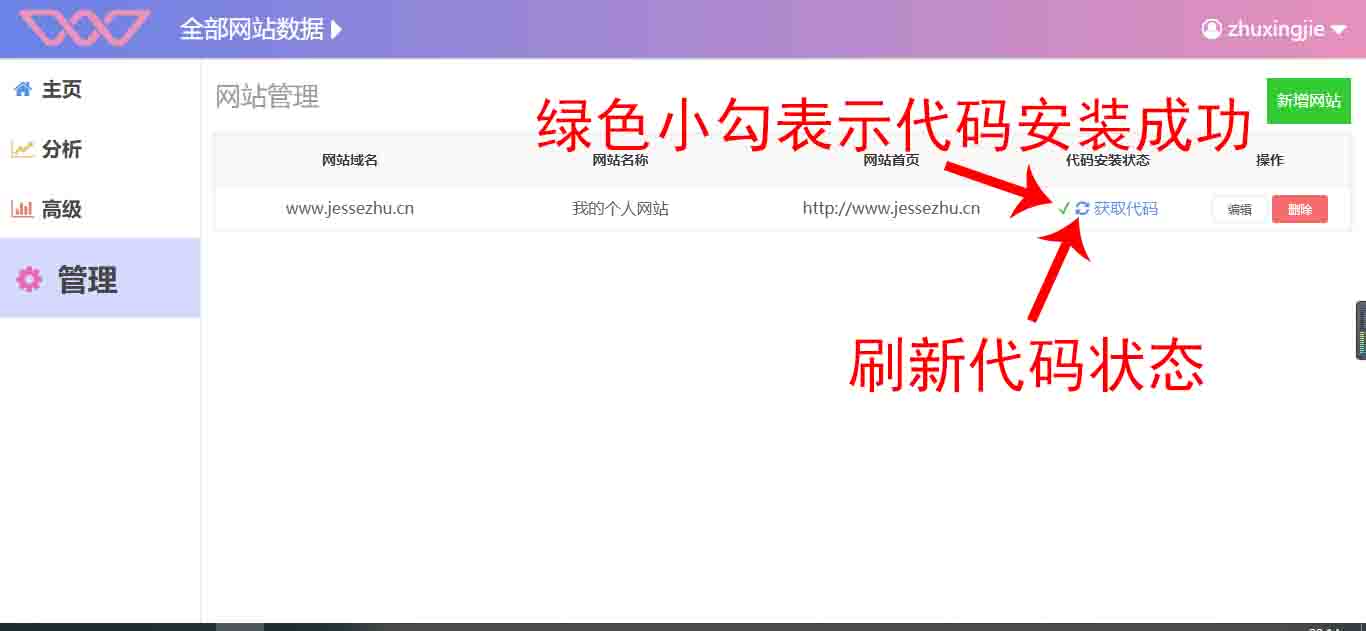 全部网站数据
zhuxingjie
主页
分析
高级
管理
网站管理
新增网站
绿色小勾表示代码安装成功
网站域名 网站名称 网站首页 代码安装状态 操作
www.jessezhu.cn 我的个人网站 http://www.jessezhu.cn 获取代码 编辑 删除
刷新代码状态